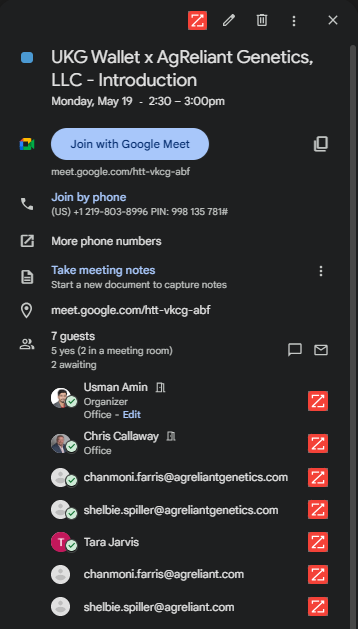 UKG Wallet x AgReliant Genetics,
LLC - Introduction
Monday, May 19 - 2:30 – 3:00pm
Join with Google Meet
meet.google.com/htt-vkcg-abf
Join by phone
(US) +1 219-803-8996 PIN: 998 135 781#
More phone numbers
Take meeting notes
Start a new document to capture notes
meet.google.com/htt-vkcg-abf
7 guests
5 yes (2 in a meeting room)
2 awaiting
Usman Amin
Organizer
Office - Edit
Chris Callaway
Office
chanmoni.farris@agreliantgenetics.com
shelbie.spiller@agreliantgenetics.com
T Tara Jarvis
chanmoni.farris@agreliant.com
shelbie.spiller@agreliant.com